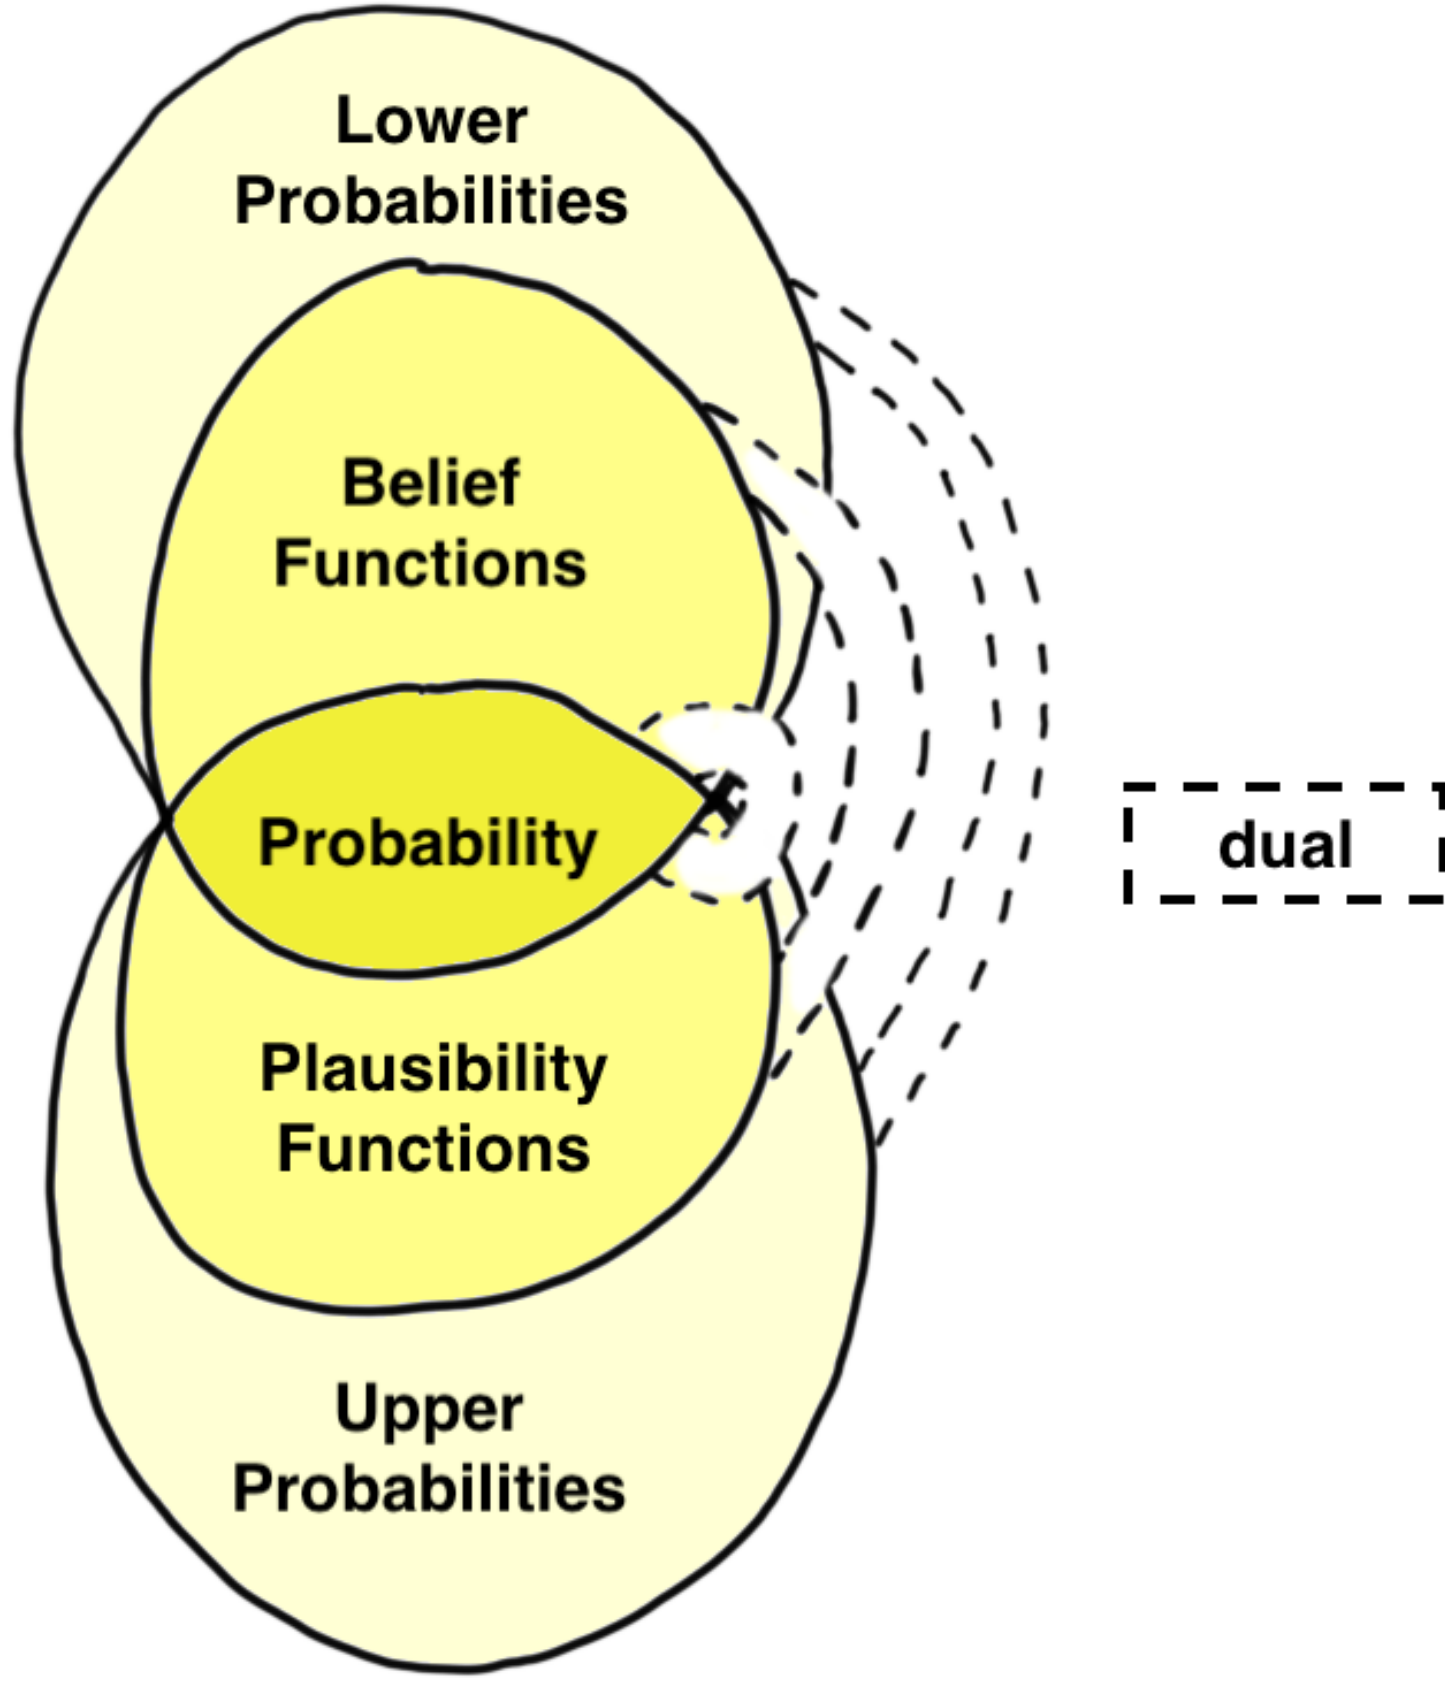 Lower
Probabilities
Belief
Functions
Probability
dual
Plausibility
Functions
Upper
Probabilities